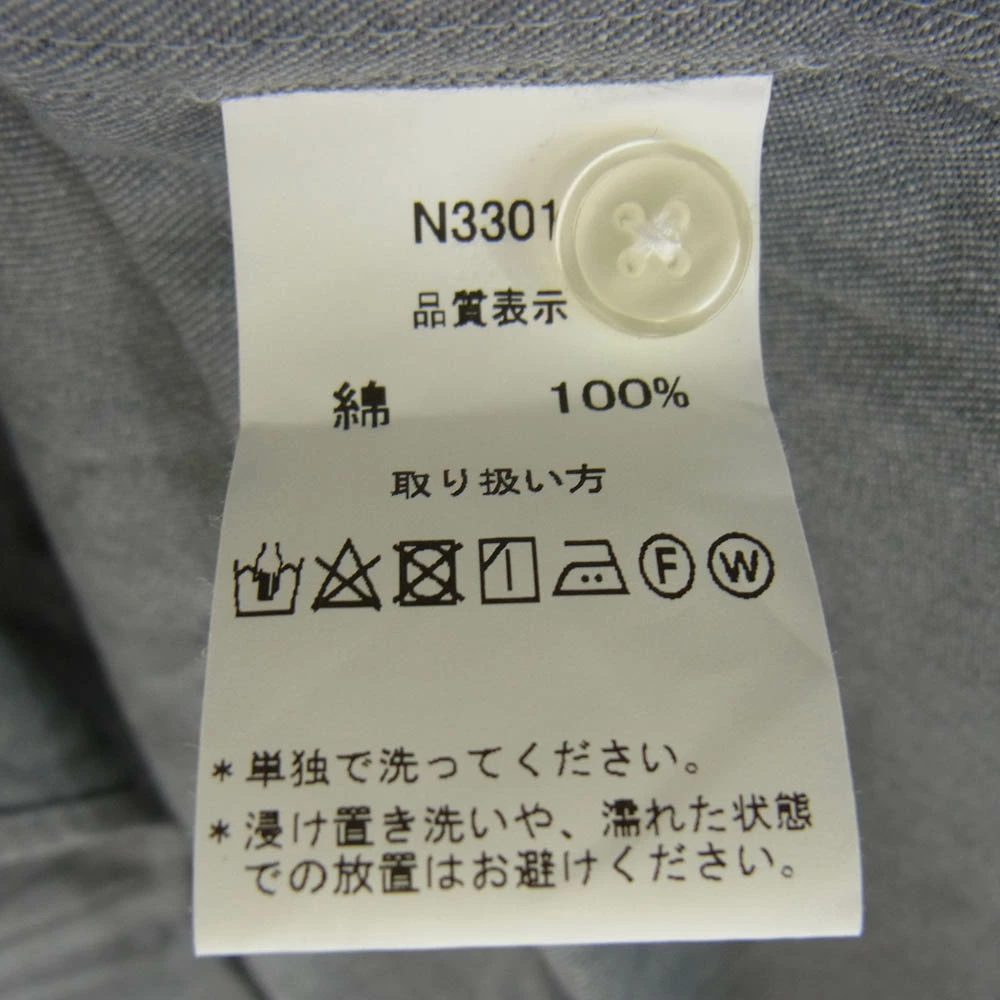 N3301
品質表示
綿 100%
取り扱い方
F W
*単独で洗ってください。
*浸け置き洗いや、濡れた状態
での放置はお避けください。